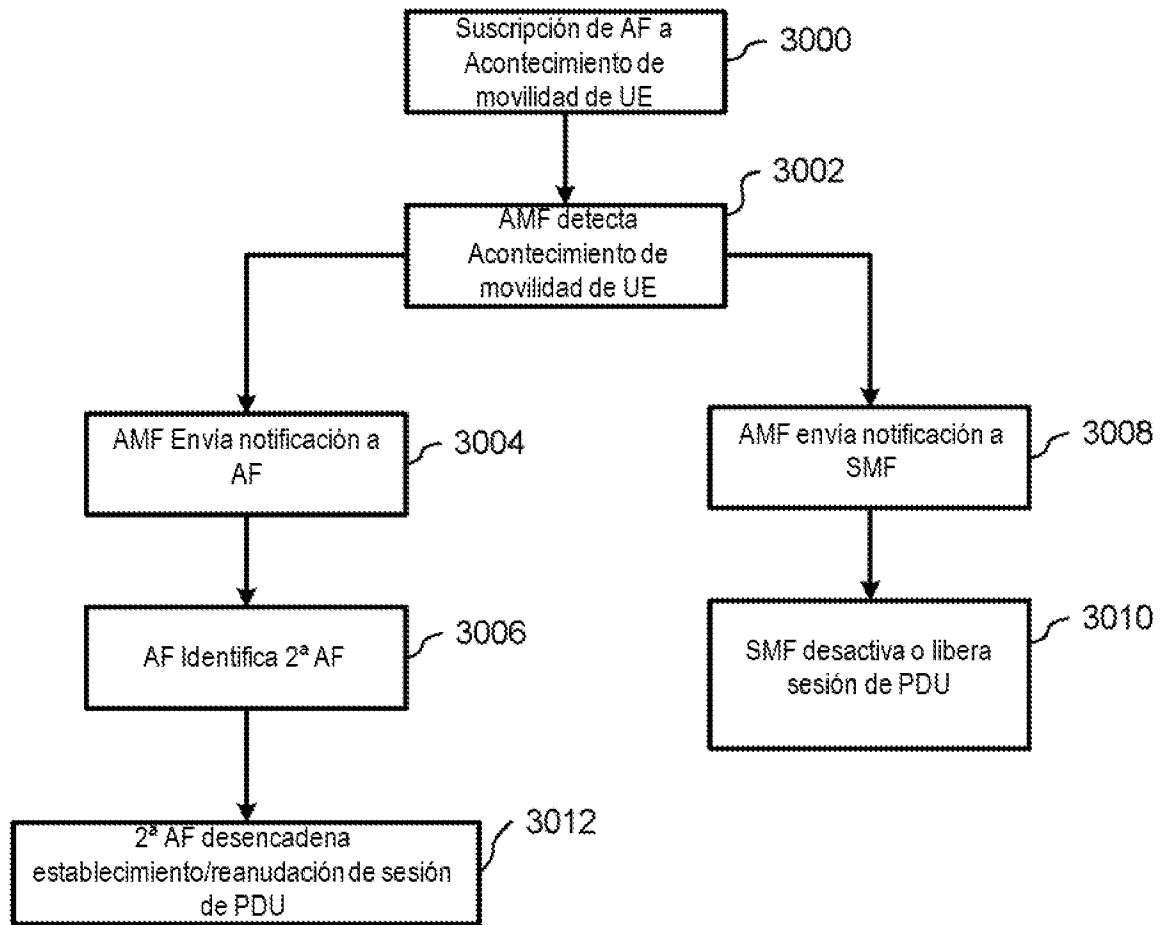 Suscripción de AF a
Acontecimiento de
movilidad de UE
3000
3002
AMF detecta
Acontecimiento de
movilidad de UE
AMF Envía notificación a
AF
3004
AMF envía notificación a
SMF
3008
AF Identifica 2ª AF
3006
SMF desactiva o libera
sesión de PDU
3010
2ª AF desencadena
establecimiento/reanudación de sesión
de PDU
3012